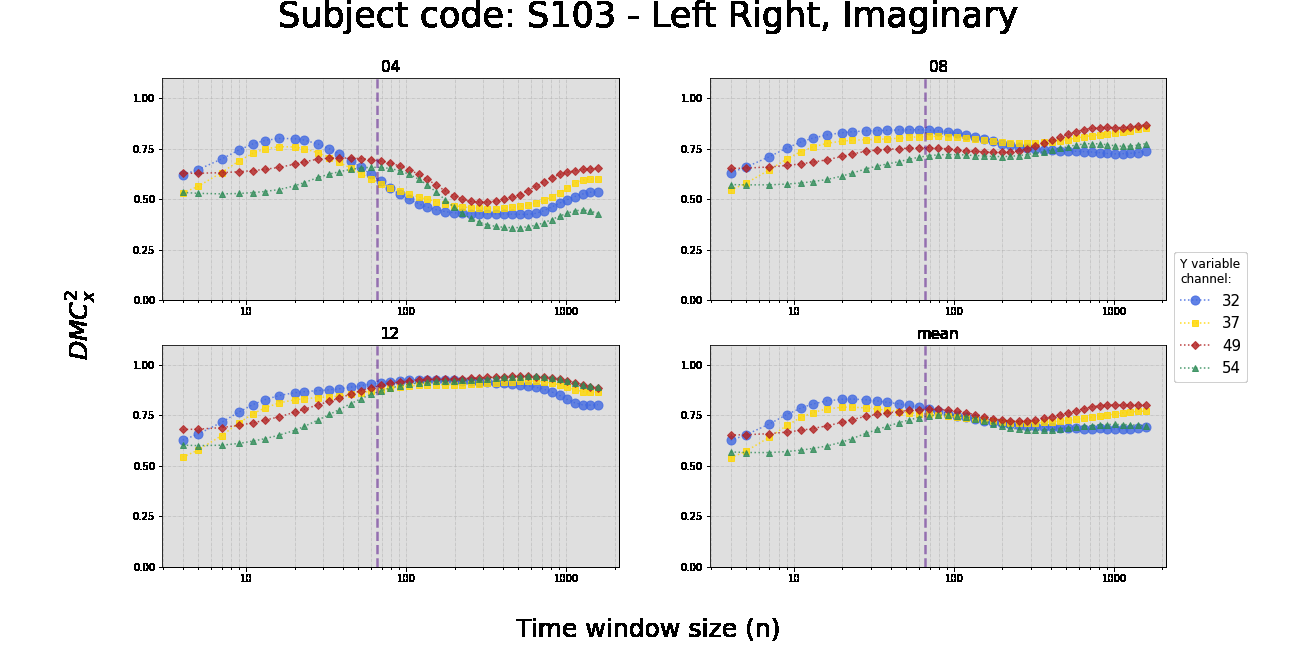 Subject code: S103 - Left Right, Imaginary
04
1.00
0.75
0.50
0.25
0.00
10 100 1000
08
1.00
0.75
0.50
0.25
0.00
10 100 1000
DMC²ₓ
12
1.00
0.75
0.50
0.25
0.00
10 100 1000
mean
1.00
0.75
0.50
0.25
0.00
10 100 1000
Y variable
channel:
32
37
49
54
Time window size (n)